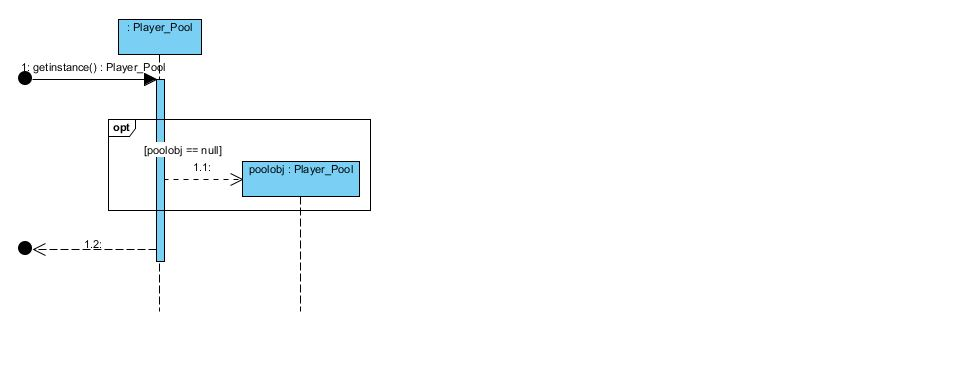 : Player_Pool
1: getinstance() : Player_Pool
opt
[poolobj == null]
1.1:
poolobj : Player_Pool
1.2: